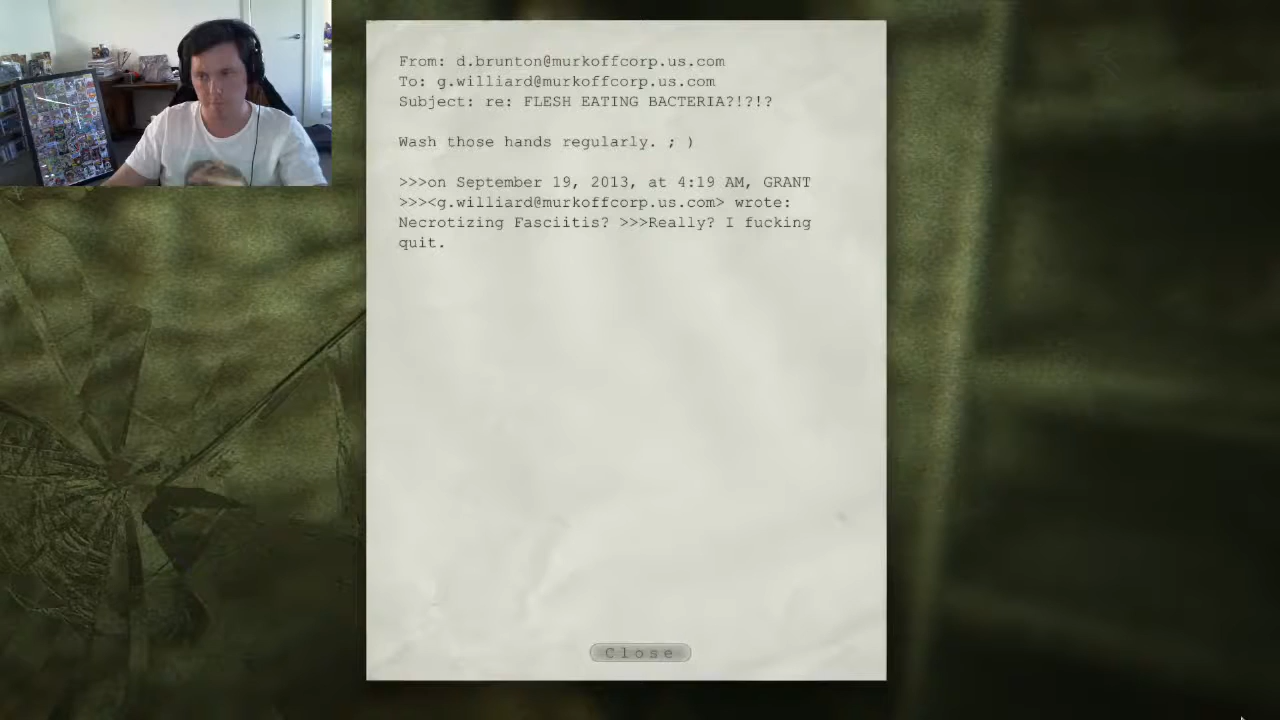 From: d.brunton@murkoffcorp.us.com
To: g.williard@murkoffcorp.us.com
Subject: re: FLESH EATING BACTERIA?!?!?
Wash those hands regularly. ; )
>>>on September 19, 2013, at 4:19 AM, GRANT
>>><g.williard@murkoffcorp.us.com> wrote:
Necrotizing Fasciitis? >>>Really? I fucking
quit.
Close